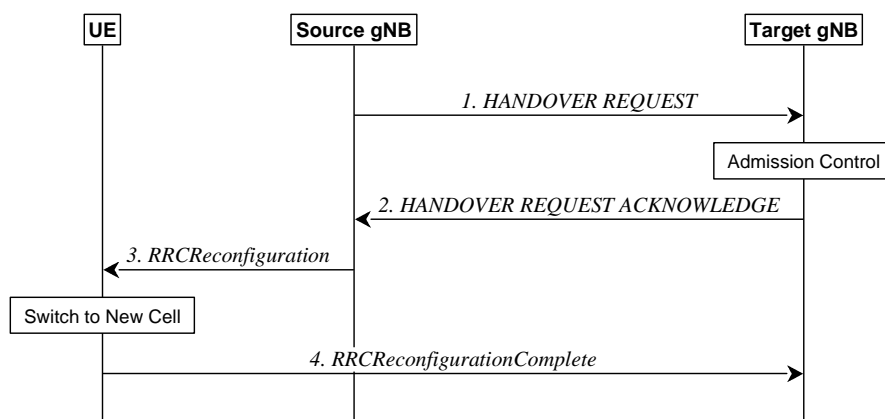 UE
Source gNB
Target gNB
1. HANDOVER REQUEST
Admission Control
2. HANDOVER REQUEST ACKNOWLEDGE
3. RRCReconfiguration
Switch to New Cell
4. RRCReconfigurationComplete